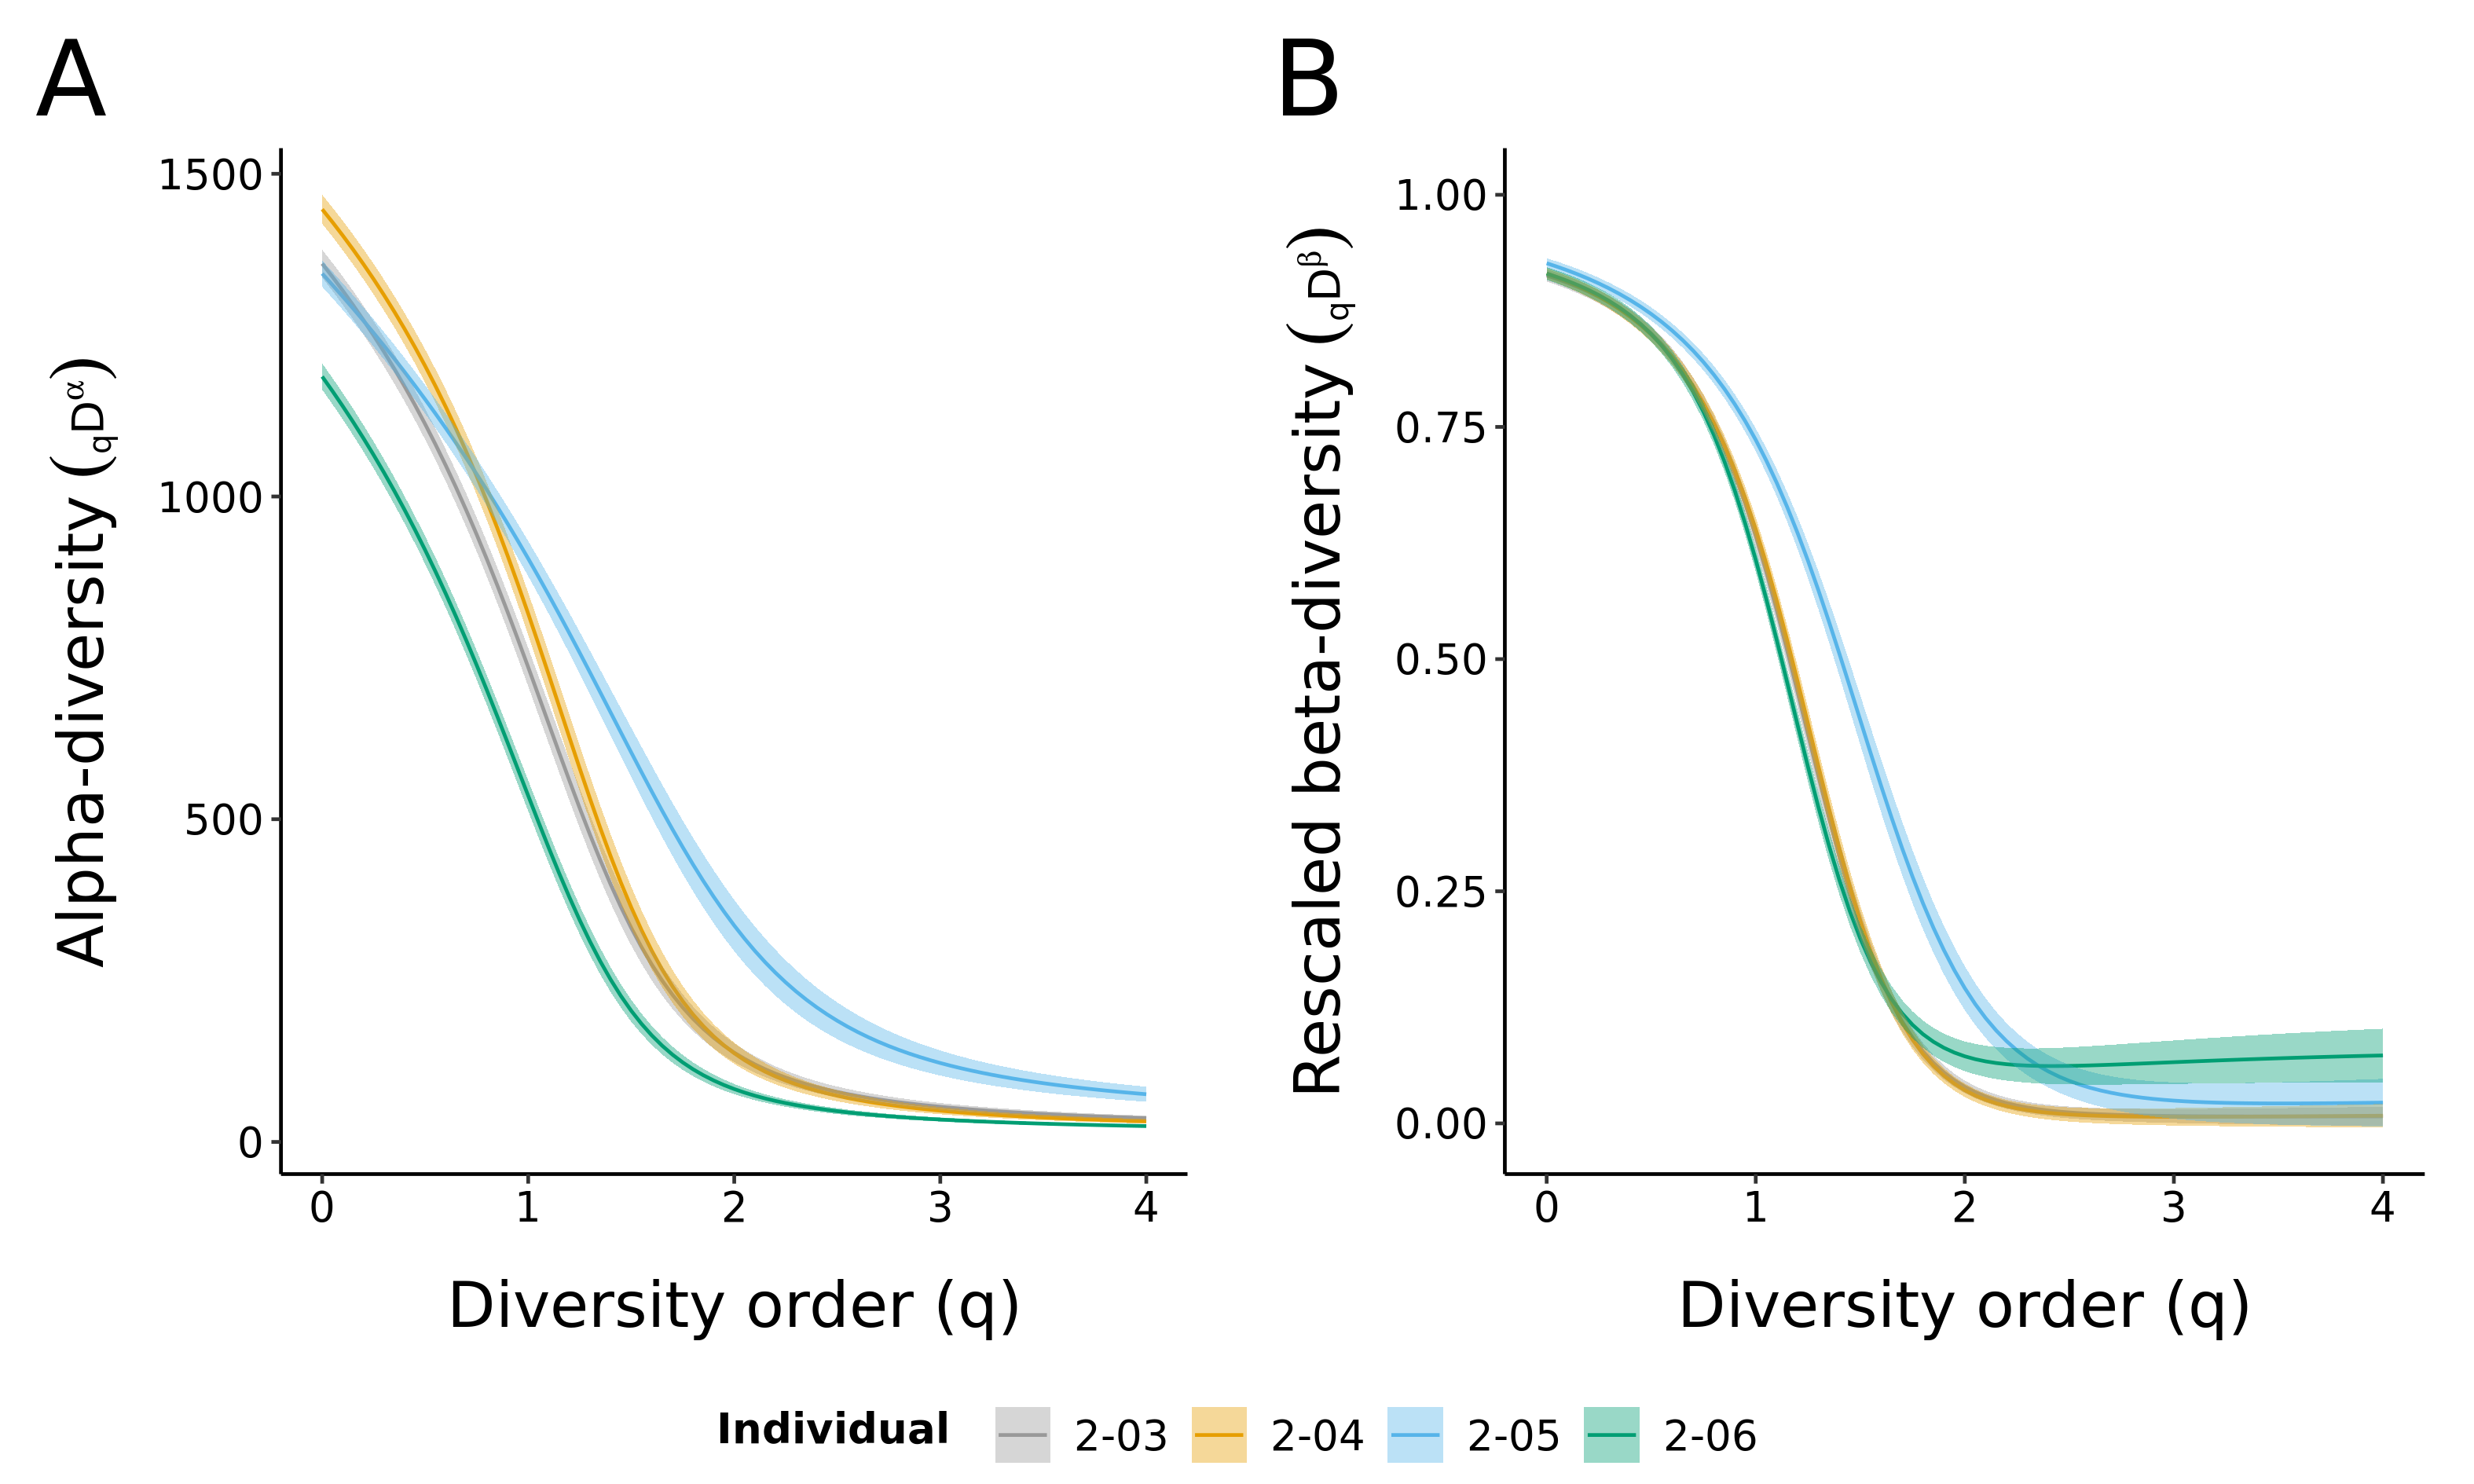 A
B
Alpha-diversity (qDα)
1500
1000
500
0
0 1 2 3 4
Diversity order (q)
Rescaled beta-diversity (qDβ)
1.00
0.75
0.50
0.25
0.00
0 1 2 3 4
Diversity order (q)
Individual 2-03 2-04 2-05 2-06